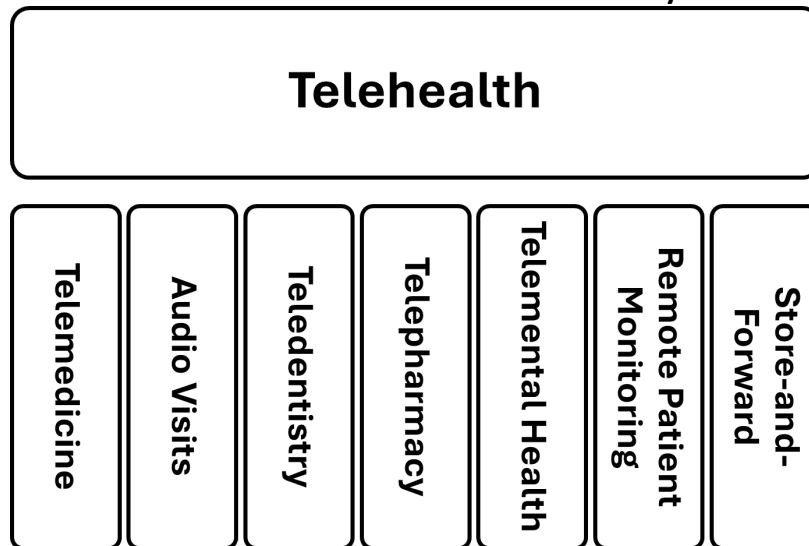 Telehealth
Telemedicine
Audio Visits
Teledentistry
Telepharmacy
Telemental Health
Remote Patient
Monitoring
Store-and-
Forward